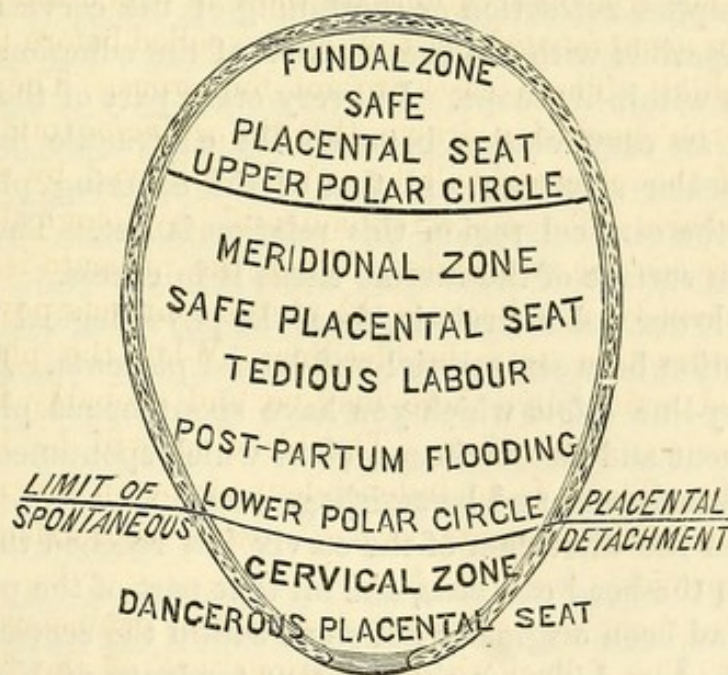 FUNDAL ZONE
SAFE
PLACENTAL SEAT
UPPER POLAR CIRCLE
MERIDIONAL ZONE
SAFE PLACENTAL SEAT
TEDIOUS LABOUR
POST-PARTUM FLOODING
LIMIT OF
SPONTANEOUS
LOWER POLAR CIRCLE
PLACENTAL
DETACHMENT
CERVICAL ZONE
DANGEROUS PLACENTAL SEAT